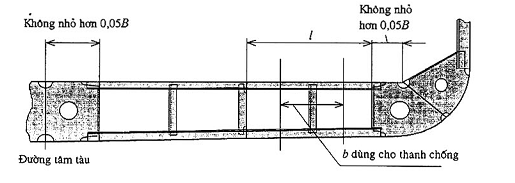 Không nhỏ hơn 0,05B
Không nhỏ
hơn 0,05B
l
Đường tâm tàu
b dùng cho thanh chống